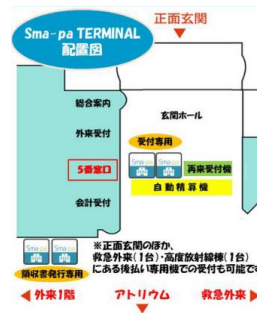 正面玄関
Sma-pa TERMINAL
配置図
総合案内
玄関ホール
外来受付
受付専用
5番窓口
再来受付機
自動精算機
会計受付
※正面玄関のほか、
救急外来(1台)・高度放射線棟(1台)
にある後払い専用機での受付も可能です
領収書発行専用
外来1階
アトリウム
救急外来